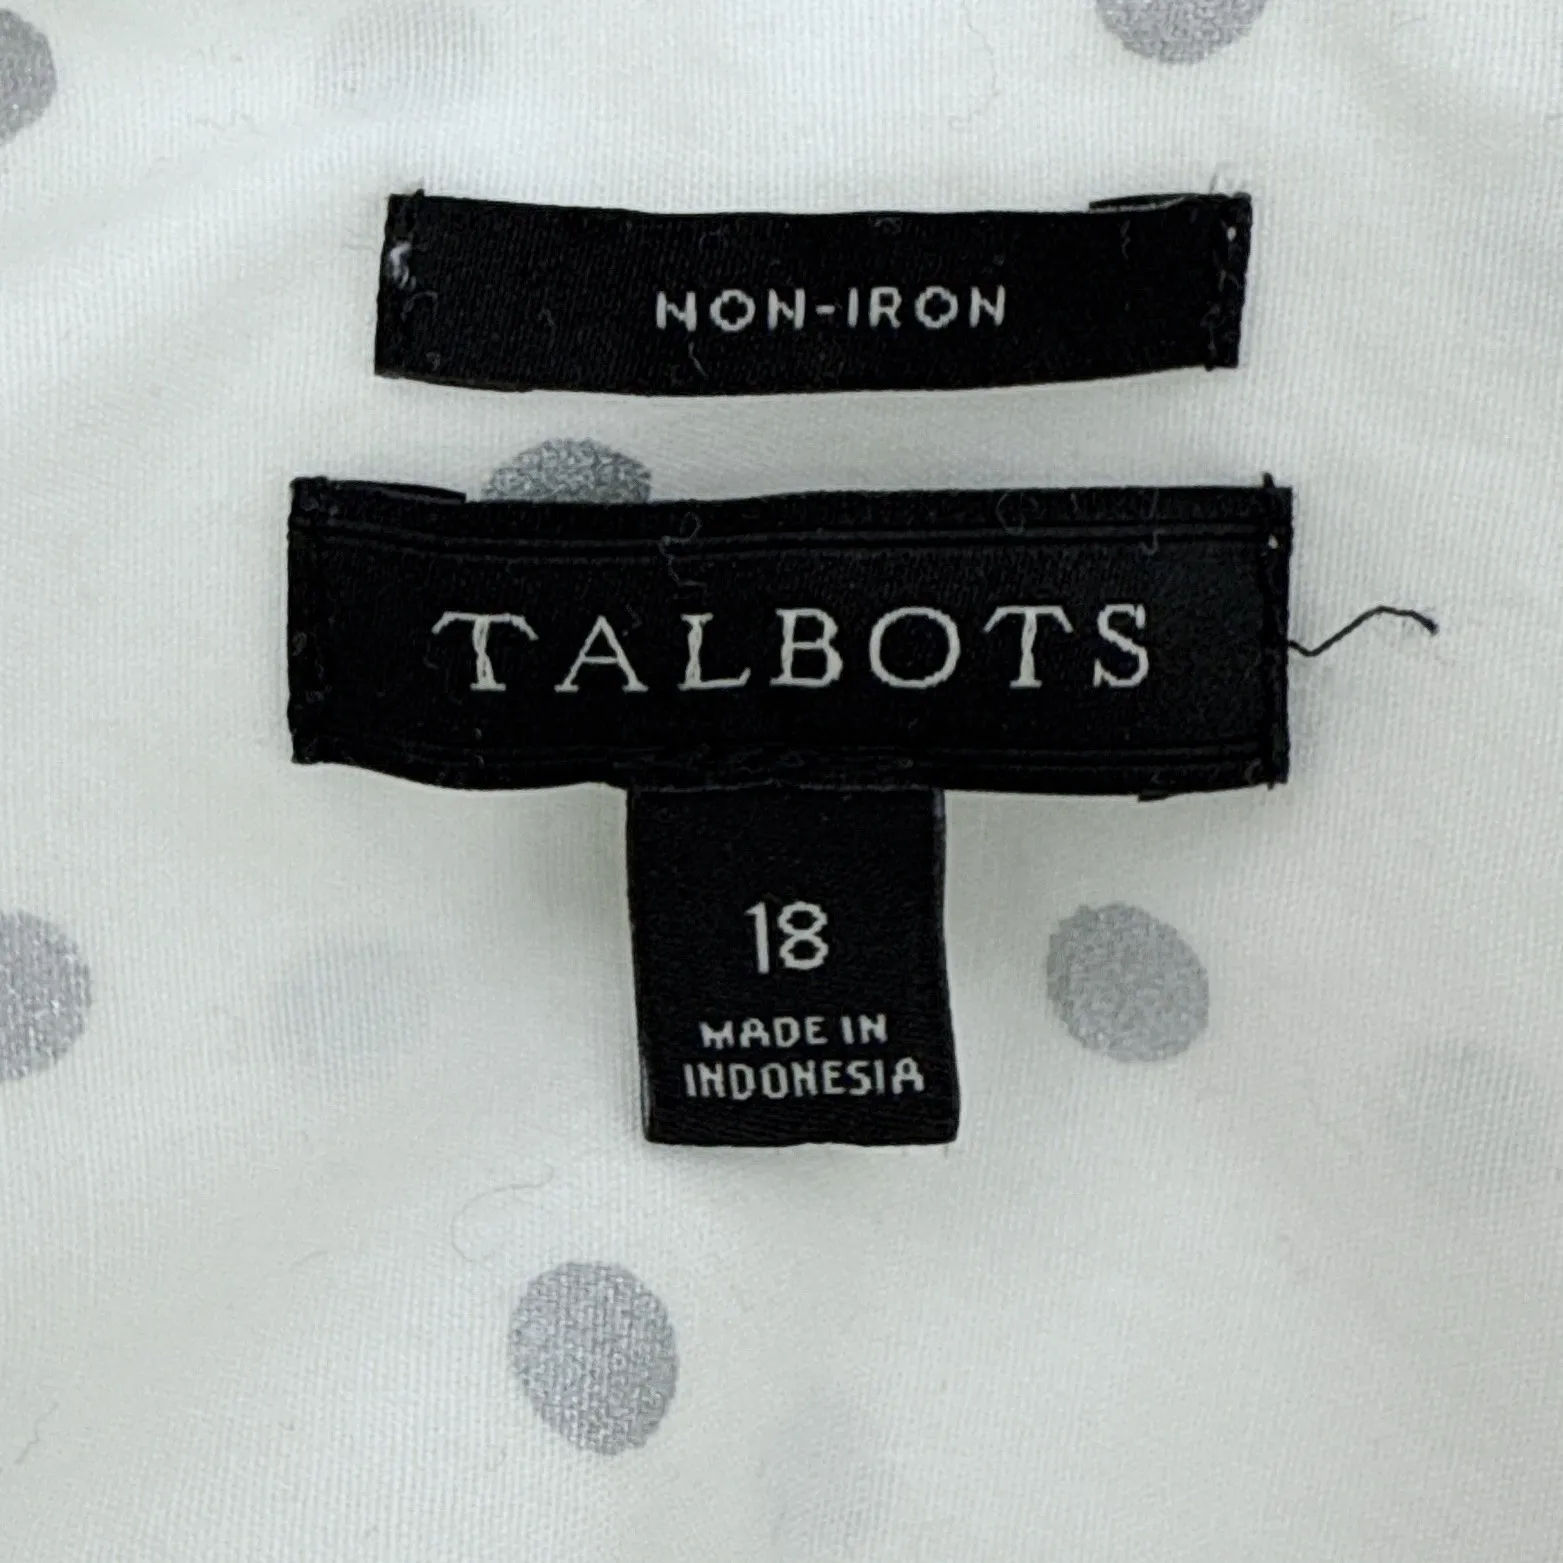 NON-IRON
TALBOTS
18
MADE IN
INDONESIA